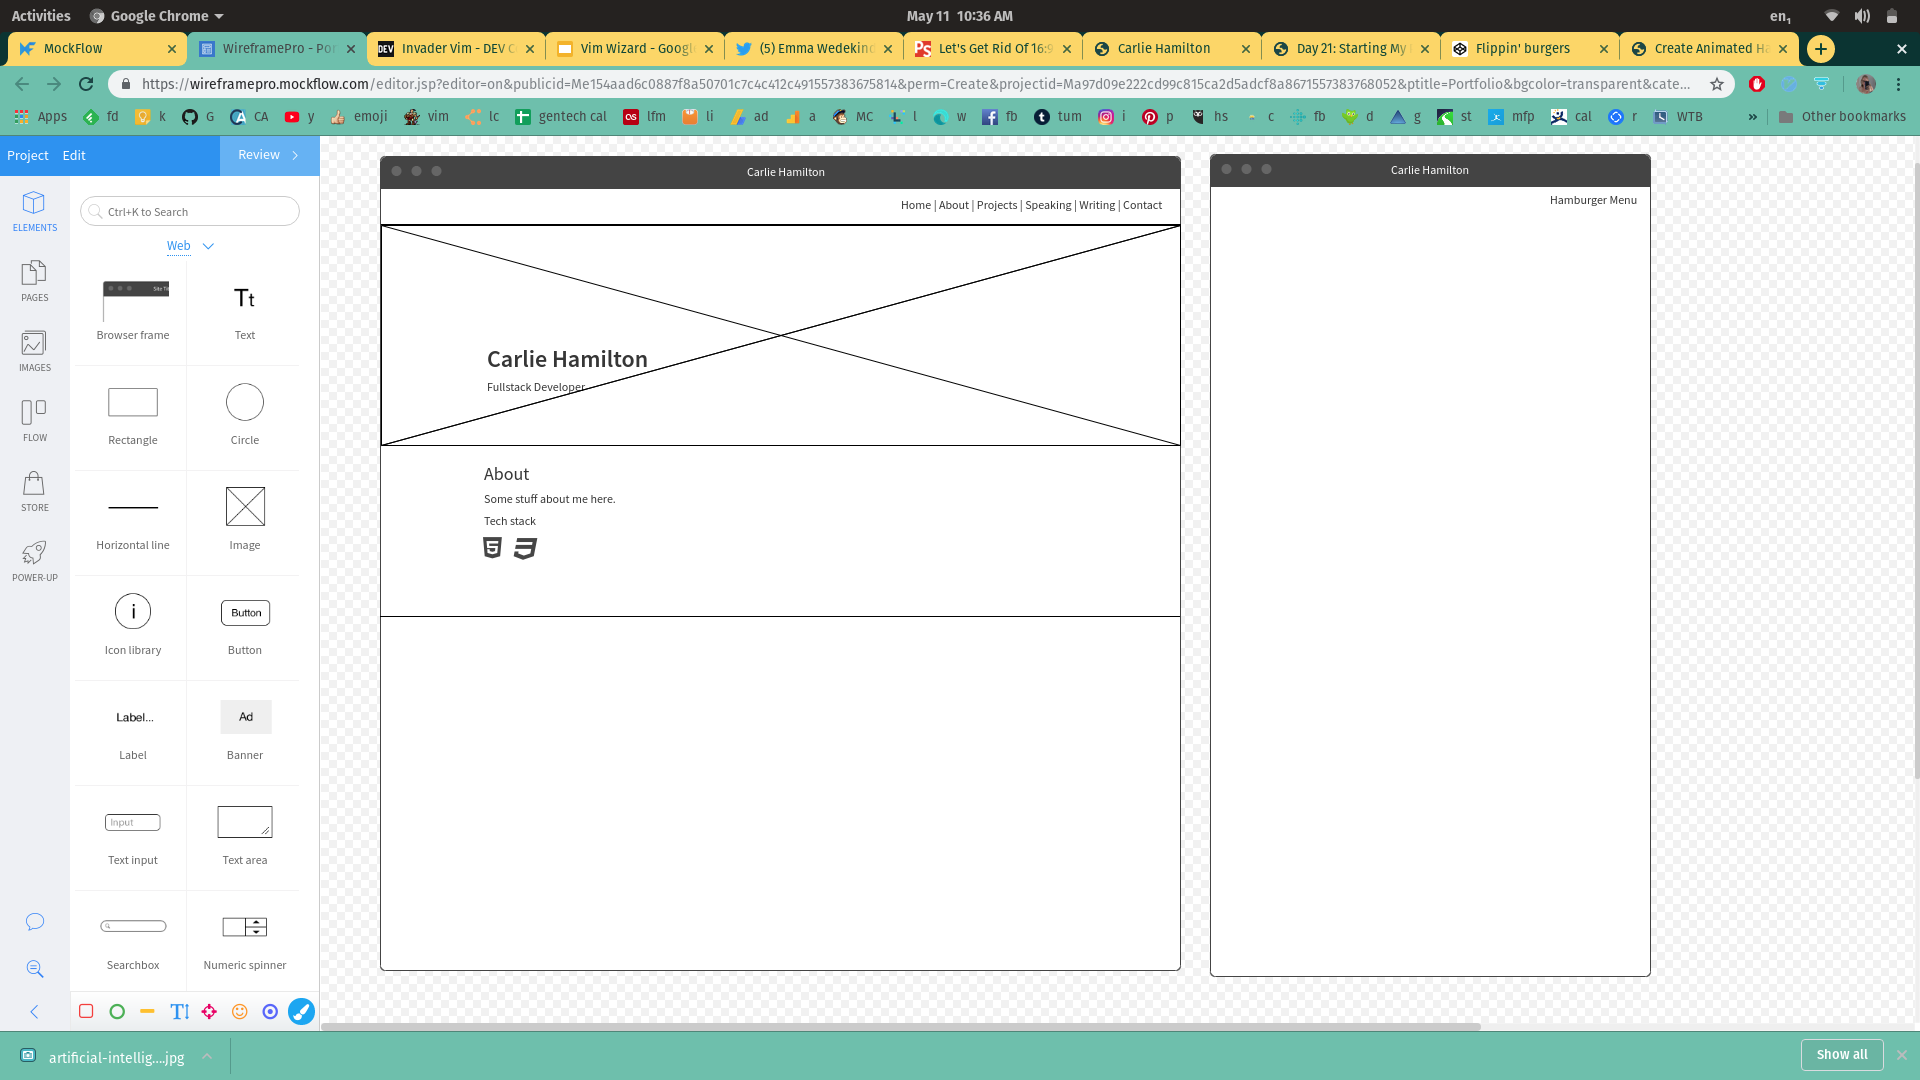 Activities
Google Chrome
May 11 10:36 AM
en1
MockFlow
WireframePro - Por
Invader Vim - DEV C
Vim Wizard - Google
(5) Emma Wedekind
Let's Get Rid Of 16:9
Carlie Hamilton
Day 21: Starting My
Flippin' burgers
Create Animated Ha
https://wireframepro.mockflow.com/editor.jsp?editor=on&publicid=Me154aad6c0887f8a50701c7c4c412c491557383675814&perm=Create&projectid=Ma97d09e222cd99c815ca2d5adcf8a8671557383768052&ptitle=Portfolio&bgcolor=transparent&cate...
Apps fd k G CA y emoji vim lc gentech cal lfm li ad a MC l w fb tum i p hs c fb d g st mfp cal r WTB » Other bookmarks
Project Edit Review
Ctrl+K to Search
Web
ELEMENTS
PAGES
IMAGES
FLOW
STORE
POWER-UP
Site Tit
Browser frame
Tt
Text
Rectangle
Circle
Horizontal line
Image
i
Icon library
Button
Button
Label...
Label
Ad
Banner
Input
Text input
Text area
Searchbox
Numeric spinner
Carlie Hamilton
Home | About | Projects | Speaking | Writing | Contact
Carlie Hamilton
Fullstack Developer
About
Some stuff about me here.
Tech stack
Carlie Hamilton
Hamburger Menu
artificial-intellig....jpg
Show all